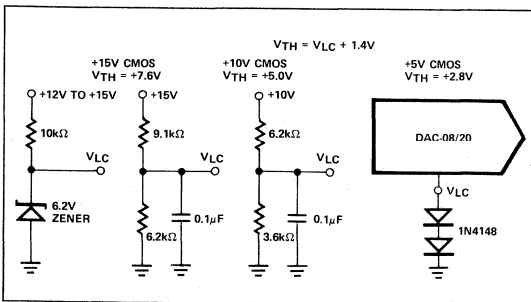 VTH = VLC + 1.4V
+15V CMOS
VTH = +7.6V
+10V CMOS
VTH = +5.0V
+5V CMOS
VTH = +2.8V
+12V TO +15V
+15V
+10V
10kΩ
9.1kΩ
6.2kΩ
DAC-08/20
VLC
VLC
VLC
VLC
6.2V
ZENER
0.1μF
0.1μF
6.2kΩ
3.6kΩ
1N4148